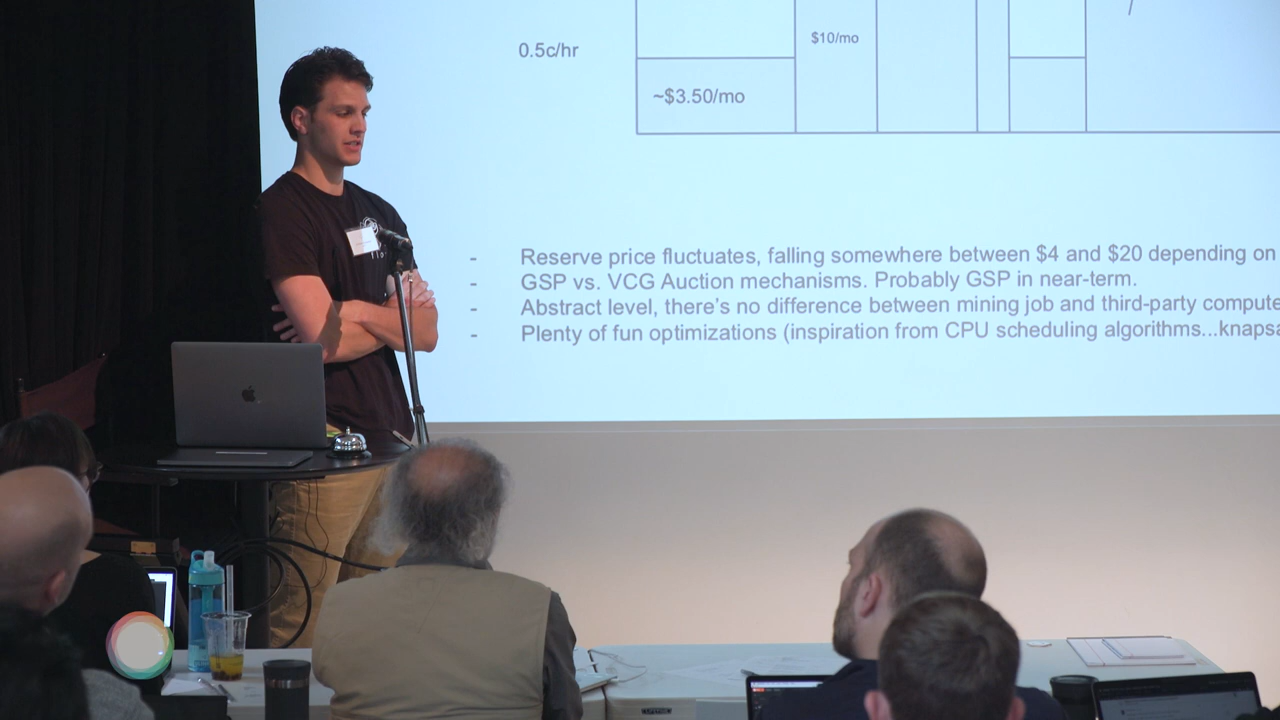 0.5c/hr
$10/mo
~$3.50/mo
- Reserve price fluctuates, falling somewhere between $4 and $20 depending on
- GSP vs. VCG Auction mechanisms. Probably GSP in near-term.
- Abstract level, there's no difference between mining job and third-party compute
- Plenty of fun optimizations (inspiration from CPU scheduling algorithms...knapsa